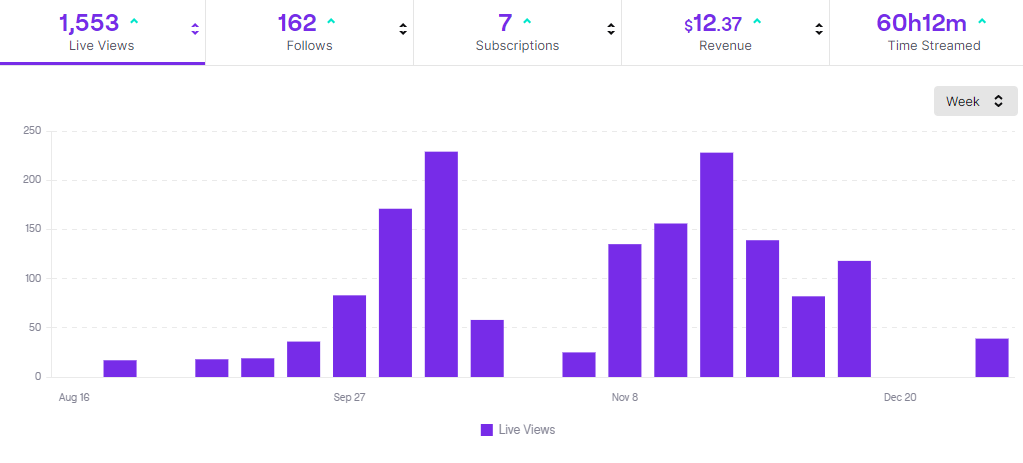 1,553 162 7 $12.37 60h12m
Live Views Follows Subscriptions Revenue Time Streamed
Week
250
200
150
100
50
0
Aug 16 Sep 27 Nov 8 Dec 20
Live Views